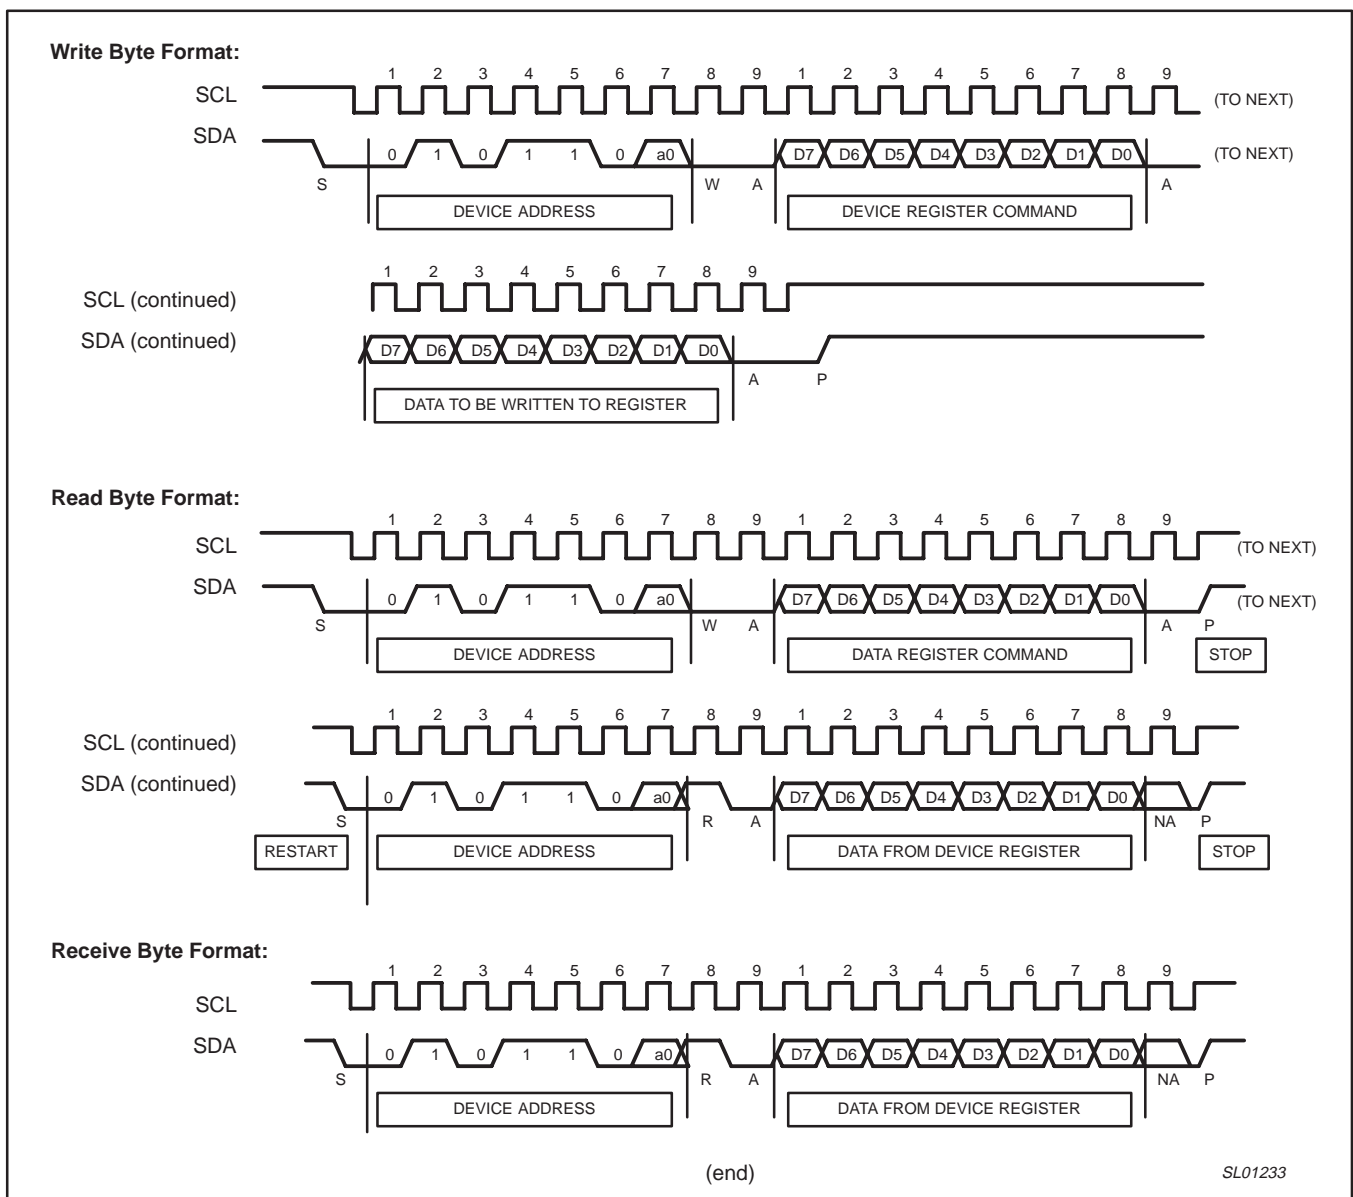 Write Byte Format:
1 2 3 4 5 6 7 8 9 1 2 3 4 5 6 7 8 9
SCL (TO NEXT)
SDA 0 1 0 1 1 0 a0 D7 D6 D5 D4 D3 D2 D1 D0 (TO NEXT)
S W A A
DEVICE ADDRESS DEVICE REGISTER COMMAND
1 2 3 4 5 6 7 8 9
SCL (continued)
SDA (continued) D7 D6 D5 D4 D3 D2 D1 D0
A P
DATA TO BE WRITTEN TO REGISTER
Read Byte Format:
1 2 3 4 5 6 7 8 9 1 2 3 4 5 6 7 8 9
SCL (TO NEXT)
SDA 0 1 0 1 1 0 a0 D7 D6 D5 D4 D3 D2 D1 D0 (TO NEXT)
S W A A P
DEVICE ADDRESS DATA REGISTER COMMAND STOP
1 2 3 4 5 6 7 8 9 1 2 3 4 5 6 7 8 9
SCL (continued)
SDA (continued) 0 1 0 1 1 0 a0 D7 D6 D5 D4 D3 D2 D1 D0
S R A NA P
RESTART DEVICE ADDRESS DATA FROM DEVICE REGISTER STOP
Receive Byte Format:
1 2 3 4 5 6 7 8 9 1 2 3 4 5 6 7 8 9
SCL
SDA 0 1 0 1 1 0 a0 D7 D6 D5 D4 D3 D2 D1 D0
S R A NA P
DEVICE ADDRESS DATA FROM DEVICE REGISTER
(end) SL01233